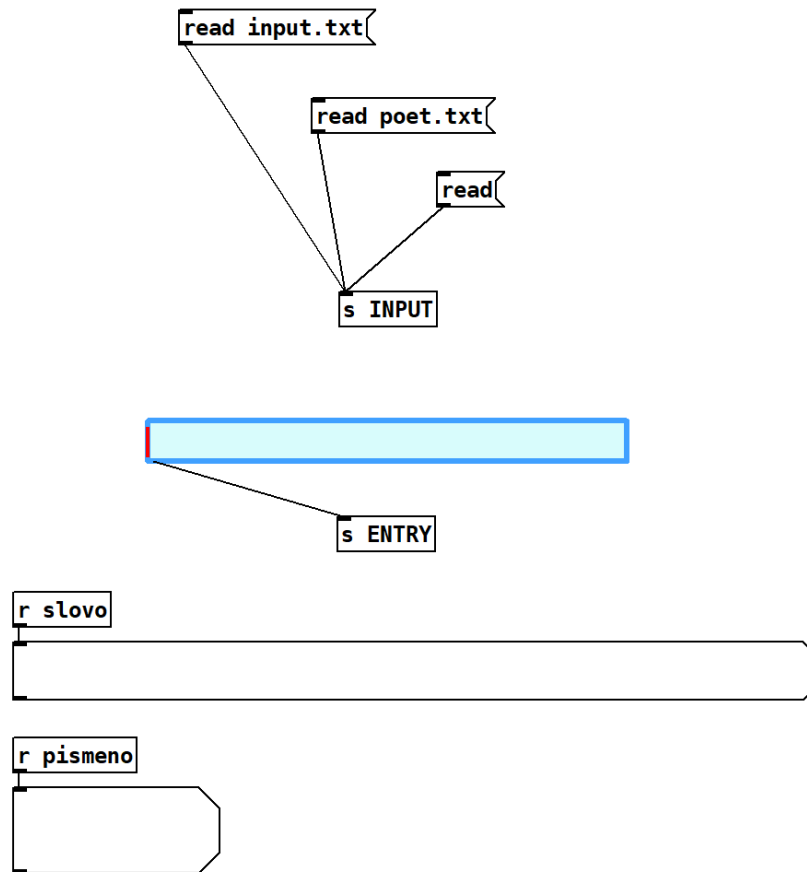 read input.txt
read poet.txt
read
s INPUT
s ENTRY
r slovo
r pismeno